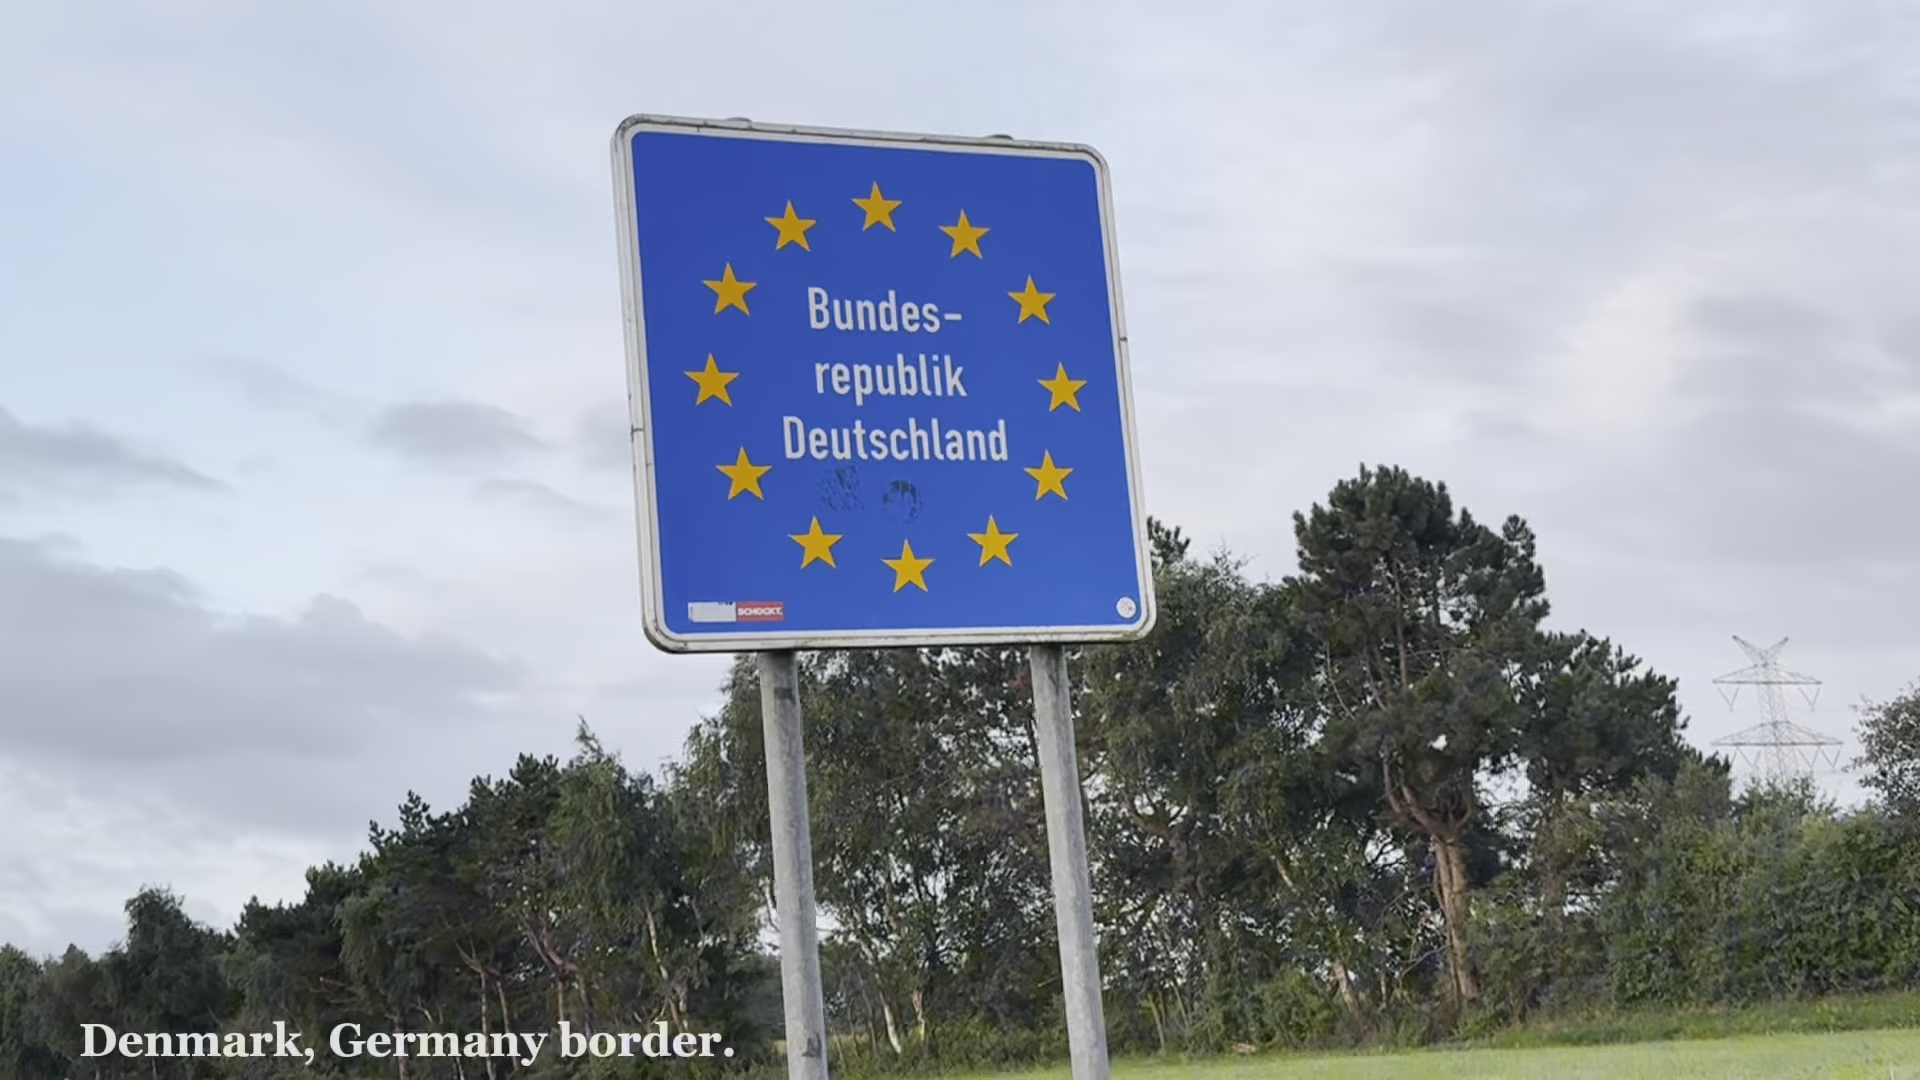 Bundes-
republik
Deutschland
SCHOCKT.
Denmark, Germany border.